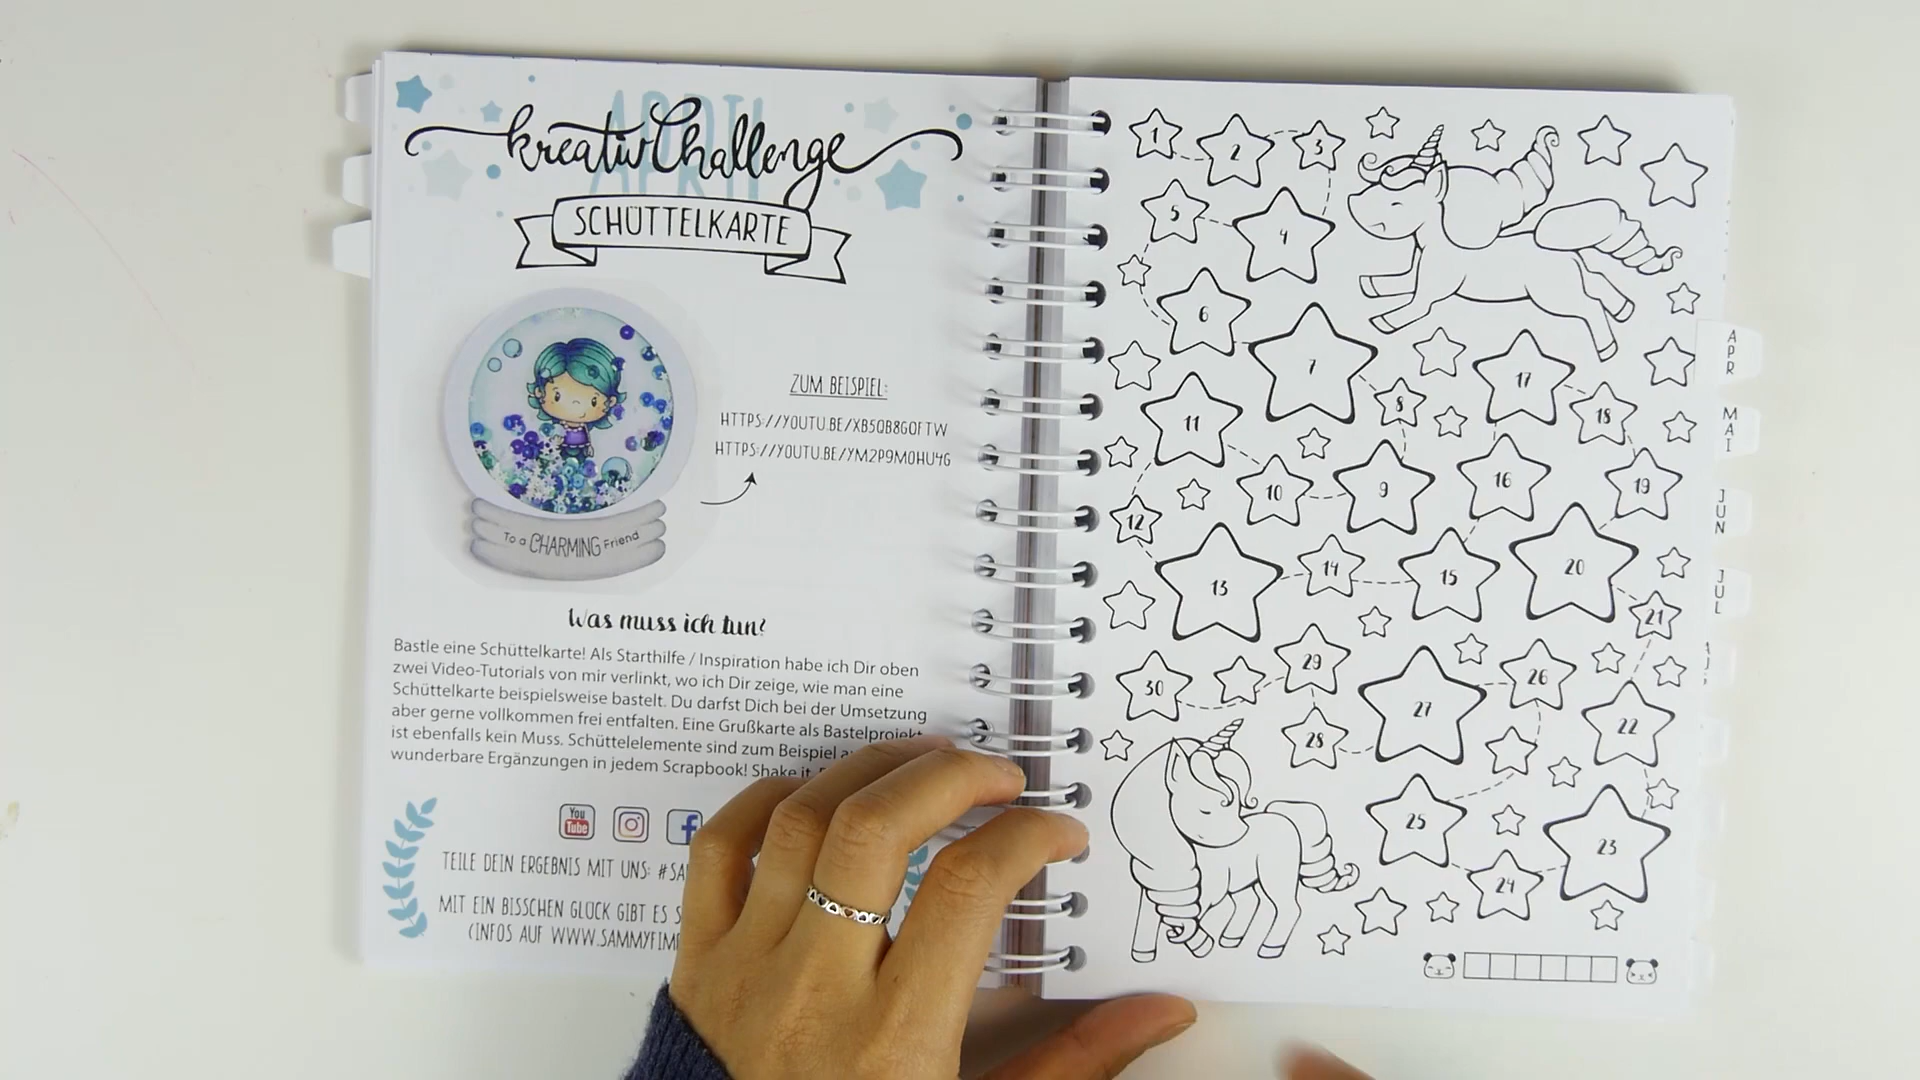 APRIL
kreativChallenge
SCHÜTTELKARTE
ZUM BEISPIEL:
HTTPS://YOUTU.BE/XB5QB8GOFTW
HTTPS://YOUTU.BE/YM2P9M0HU4G
To a CHARMING Friend
Was muss ich tun?
Bastle eine Schüttelkarte! Als Starthilfe / Inspiration habe ich Dir oben
zwei Video-Tutorials von mir verlinkt, wo ich Dir zeige, wie man eine
Schüttelkarte beispielsweise bastelt. Du darfst Dich bei der Umsetzung
aber gerne vollkommen frei entfalten. Eine Grußkarte als Bastelprojekt
ist ebenfalls kein Muss. Schüttelelemente sind zum Beispiel
wunderbare Ergänzungen in jedem Scrapbook! Shake it,
You Tube
TEILE DEIN ERGEBNIS MIT UNS:
MIT EIN BISSCHEN GLÜCK GIBT ES
(INFOS AUF
1 2 3
5 4
6
7
8
17
18
11
10
9
16
19
12
13
14
15
20
21
30
29
28
27
26
22
25
24
23
APR
MAI
JUN
JUL